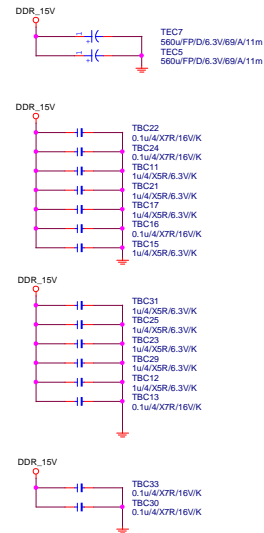 DDR_15V
1
TEC7
560u/FP/D/6.3V/69/A/11m
1
TEC5
560u/FP/D/6.3V/69/A/11m
DDR_15V
TBC22
0.1u/4/X7R/16V/K
TBC24
0.1u/4/X7R/16V/K
TBC11
1u/4/X5R/6.3V/K
TBC21
1u/4/X5R/6.3V/K
TBC17
1u/4/X5R/6.3V/K
TBC16
0.1u/4/X7R/16V/K
TBC15
1u/4/X5R/6.3V/K
DDR_15V
TBC31
1u/4/X5R/6.3V/K
TBC25
1u/4/X5R/6.3V/K
TBC23
1u/4/X5R/6.3V/K
TBC29
1u/4/X5R/6.3V/K
TBC12
1u/4/X5R/6.3V/K
TBC13
0.1u/4/X7R/16V/K
DDR_15V
TBC33
0.1u/4/X7R/16V/K
TBC30
0.1u/4/X7R/16V/K